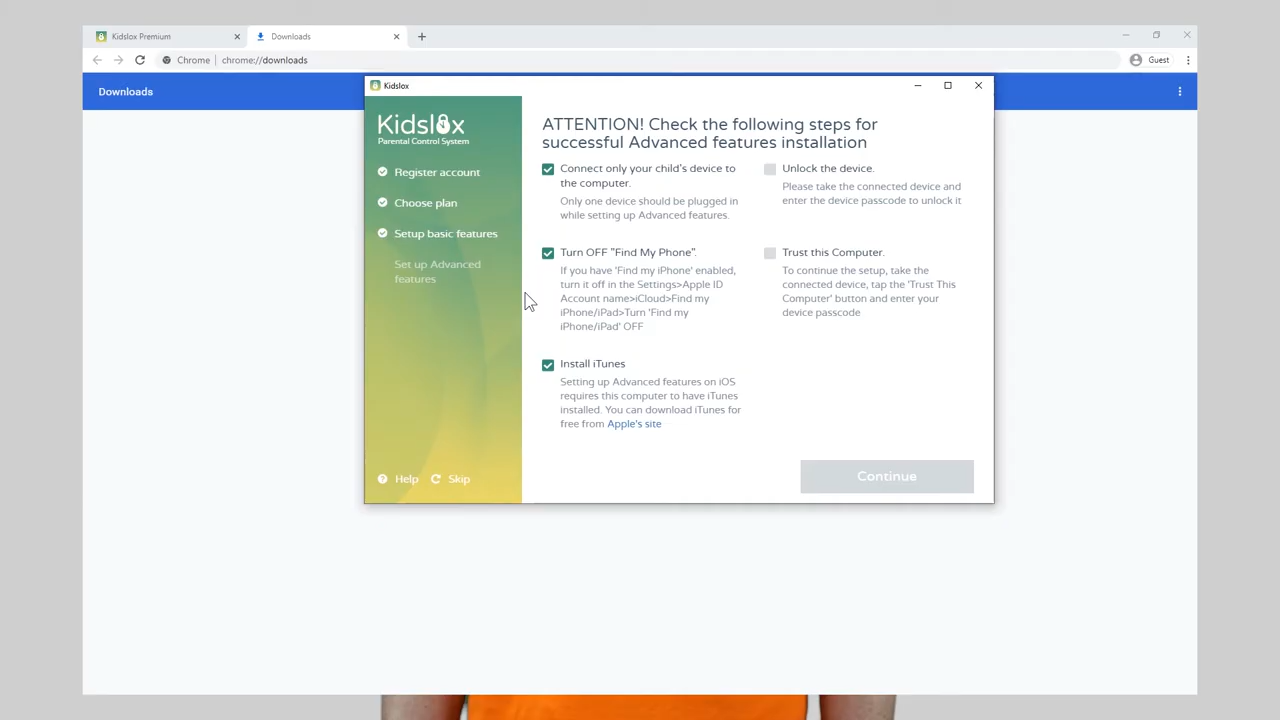 Kidslox Premium
Downloads
Chrome
chrome://downloads
Guest
Downloads
Kidslox
Kidslox
Parental Control System
Register account
Choose plan
Setup basic features
Set up Advanced
features
Help
Skip
ATTENTION! Check the following steps for
successful Advanced features installation
Connect only your child's device to
the computer.
Only one device should be plugged in
while setting up Advanced features.
Turn OFF "Find My Phone".
If you have 'Find my iPhone' enabled,
turn it off in the Settings>Apple ID
Account name>iCloud>Find my
iPhone/iPad>Turn 'Find my
iPhone/iPad' OFF
Install iTunes
Setting up Advanced features on iOS
requires this computer to have iTunes
installed. You can download iTunes for
free from Apple's site
Unlock the device.
Please take the connected device and
enter the device passcode to unlock it
Trust this Computer.
To continue the setup, take the
connected device, tap the 'Trust This
Computer' button and enter your
device passcode
Continue